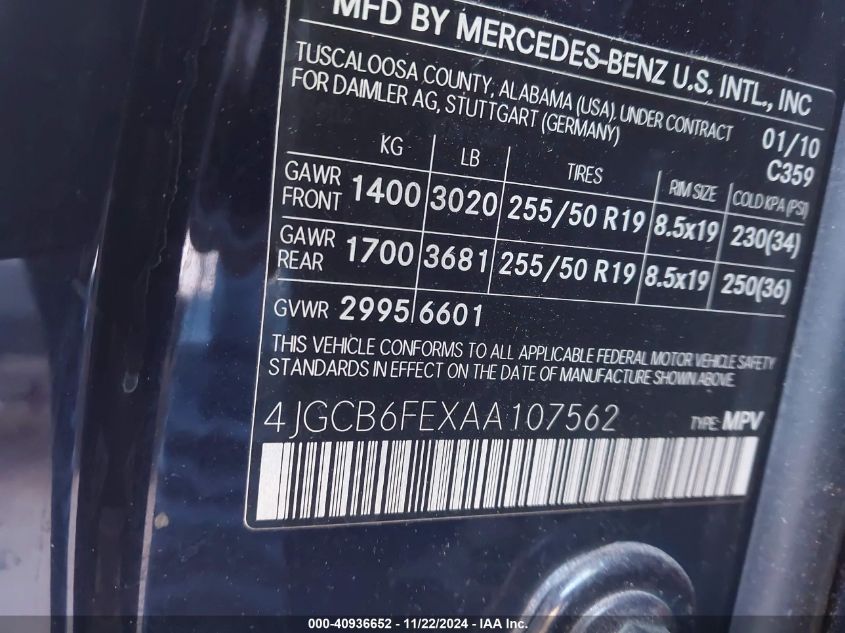 MFD BY MERCEDES-BENZ U.S. INTL., INC
TUSCALOOSA COUNTY, ALABAMA (USA). UNDER CONTRACT
FOR DAIMLER AG, STUTTGART (GERMANY)
01/10
C359
KG LB TIRES RIM SIZE COLD KPA (PSI)
GAWR FRONT 1400 3020 255/50 R19 8.5x19 230(34)
GAWR REAR 1700 3681 255/50 R19 8.5x19 250(36)
GVWR 2995 6601
THIS VEHICLE CONFORMS TO ALL APPLICABLE FEDERAL MOTOR VEHICLE SAFETY
STANDARDS IN EFFECT ON THE DATE OF MANUFACTURE SHOWN ABOVE.
4JGCB6FEXAA107562 TYPE: MPV
000-40936652 - 11/22/2024 - IAA Inc.